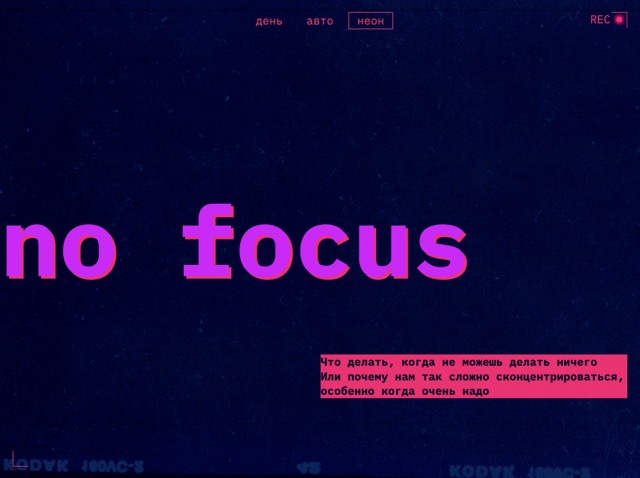 день авто неон
REC
no focus
Что делать, когда не можешь делать ничего
Или почему нам так сложно сконцентрироваться,
особенно когда очень надо
KODAK 160VC-2 42 KODAK 160VC-2